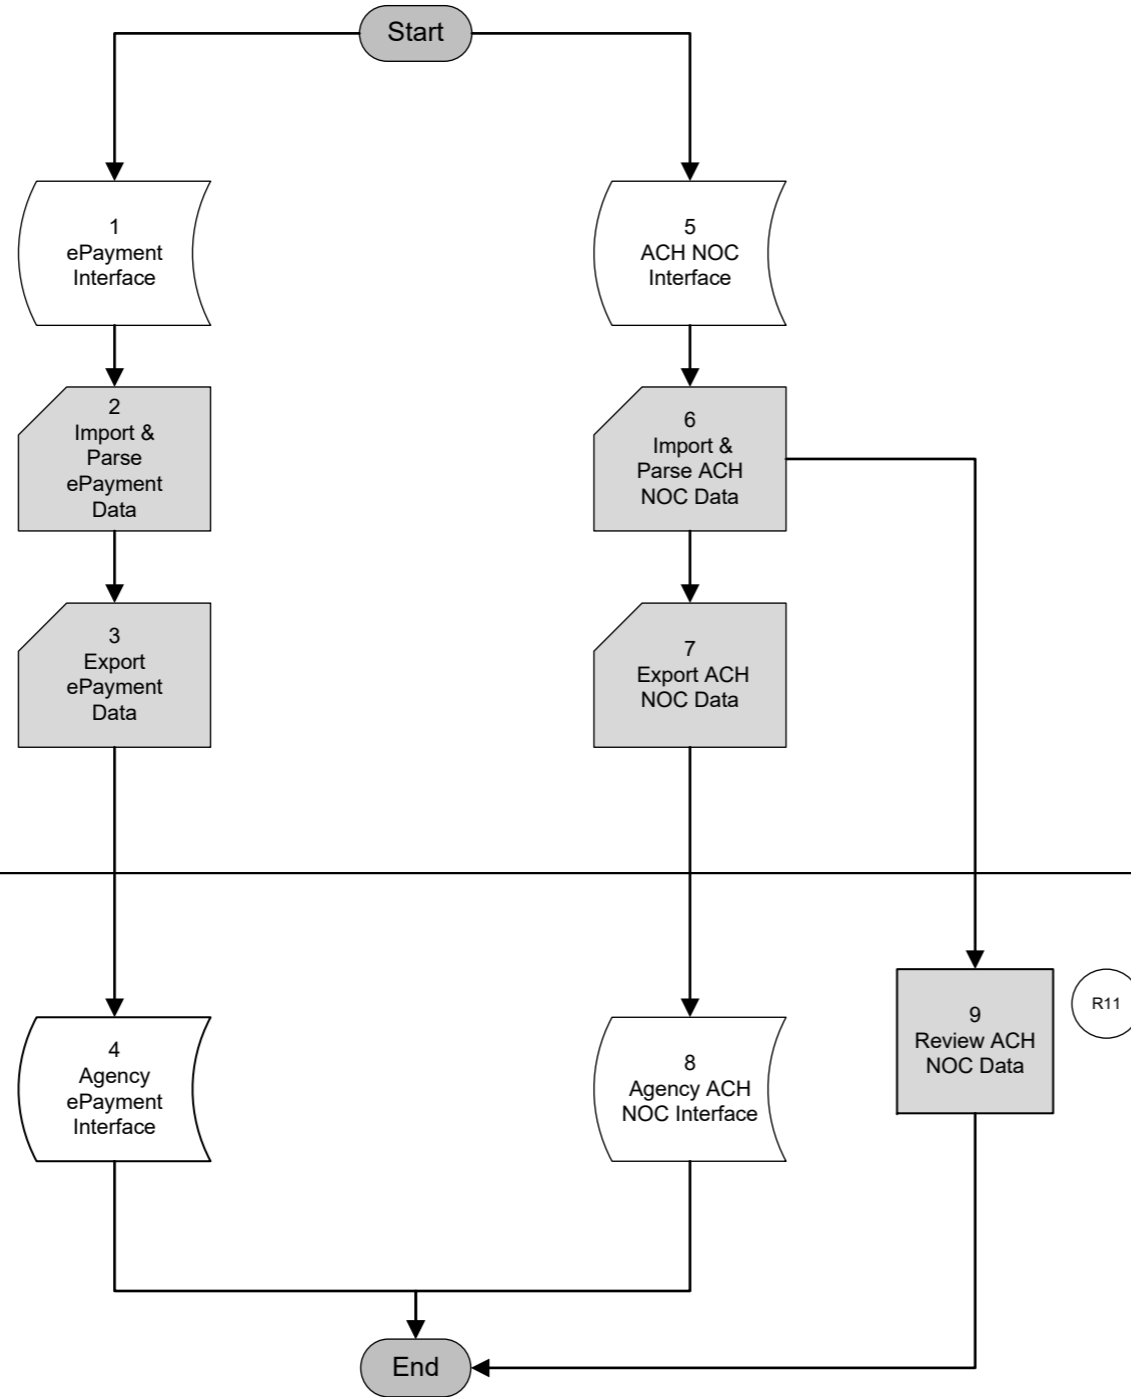 Start
1
ePayment
Interface
5
ACH NOC
Interface
2
Import &
Parse
ePayment
Data
6
Import &
Parse ACH
NOC Data
3
Export
ePayment
Data
7
Export ACH
NOC Data
4
Agency
ePayment
Interface
8
Agency ACH
NOC Interface
9
Review ACH
NOC Data
R11
End